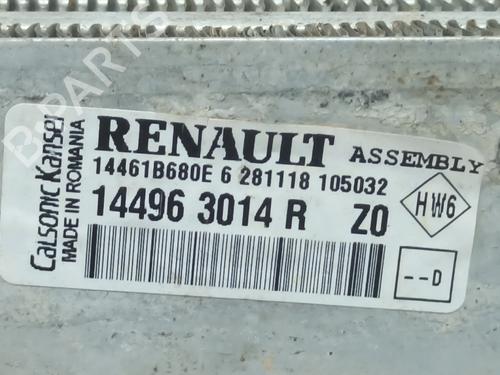 Calsonic Kansei
MADE IN ROMANIA
RENAULT ASSEMBLY
14461B680E 6 281118 105032
14496 3014 R Z0
HW6
--D
B-PARTS